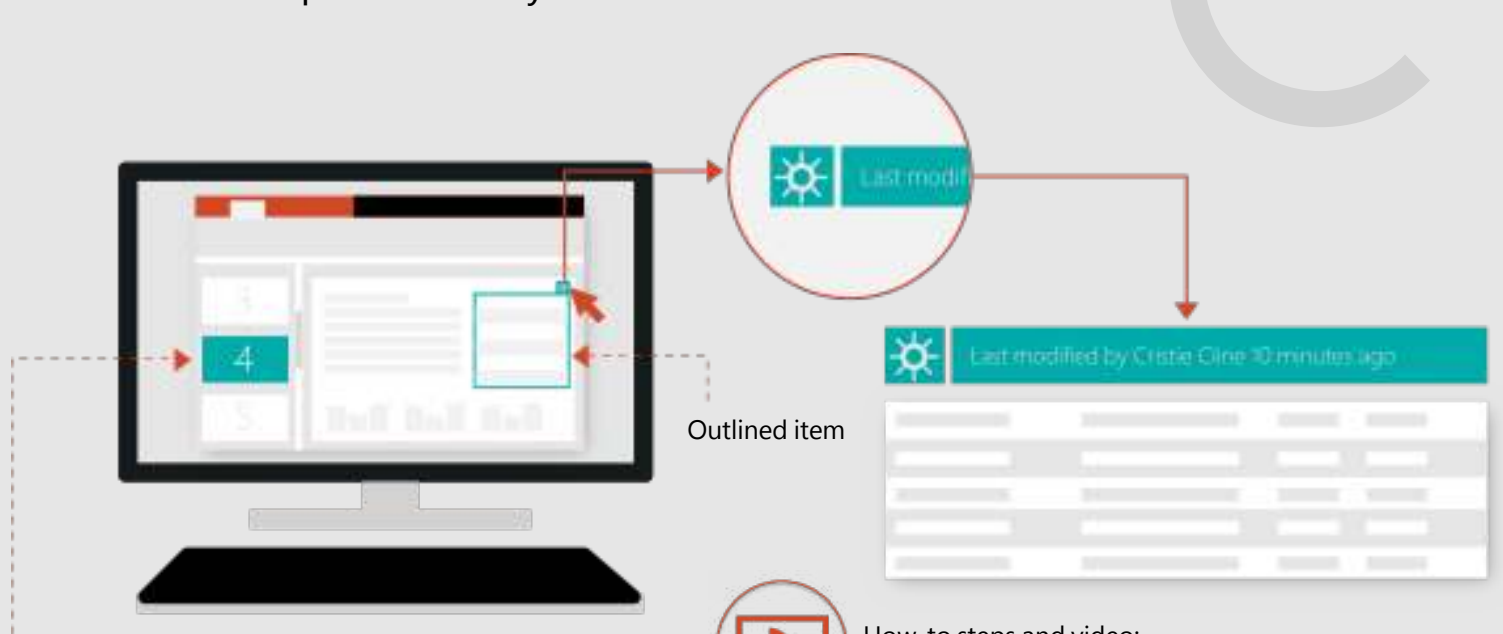 Last modif
4
5
Last modified by Cristie Cline 10 minutes ago
Outlined item
How-to steps and video: